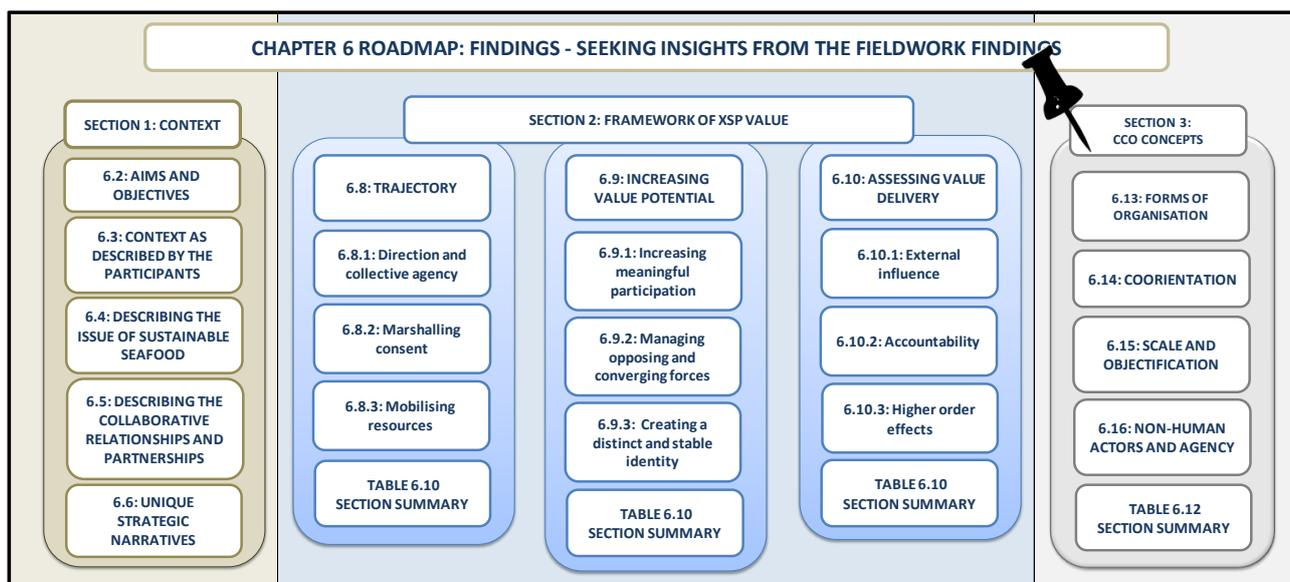 CHAPTER 6 ROADMAP: FINDINGS - SEEKING INSIGHTS FROM THE FIELDWORK FINDINGS
SECTION 1: CONTEXT
6.2: AIMS AND
OBJECTIVES
6.3: CONTEXT AS
DESCRIBED BY THE
PARTICIPANTS
6.4: DESCRIBING THE
ISSUE OF SUSTAINABLE
SEAFOOD
6.5: DESCRIBING THE
COLLABORATIVE
RELATIONSHIPS AND
PARTNERSHIPS
6.6: UNIQUE
STRATEGIC
NARRATIVES
SECTION 2: FRAMEWORK OF XSP VALUE
6.8: TRAJECTORY
6.8.1: Direction and
collective agency
6.8.2: Marshalling
consent
6.8.3: Mobilising
resources
TABLE 6.10
SECTION SUMMARY
6.9: INCREASING
VALUE POTENTIAL
6.9.1: Increasing
meaningful
participation
6.9.2: Managing
opposing and
converging forces
6.9.3: Creating a
distinct and stable
identity
TABLE 6.10
SECTION SUMMARY
6.10: ASSESSING VALUE
DELIVERY
6.10.1: External
influence
6.10.2: Accountability
6.10.3: Higher order
effects
TABLE 6.10
SECTION SUMMARY
SECTION 3:
CCO CONCEPTS
6.13: FORMS OF
ORGANISATION
6.14: COORIENTATION
6.15: SCALE AND
OBJECTIFICATION
6.16: NON-HUMAN
ACTORS AND AGENCY
TABLE 6.12
SECTION SUMMARY